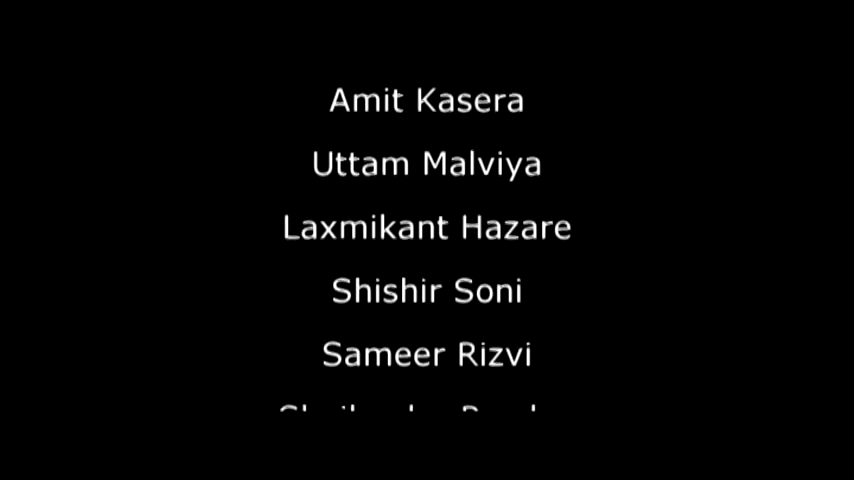 Amit Kasera
Uttam Malviya
Laxmikant Hazare
Shishir Soni
Sameer Rizvi